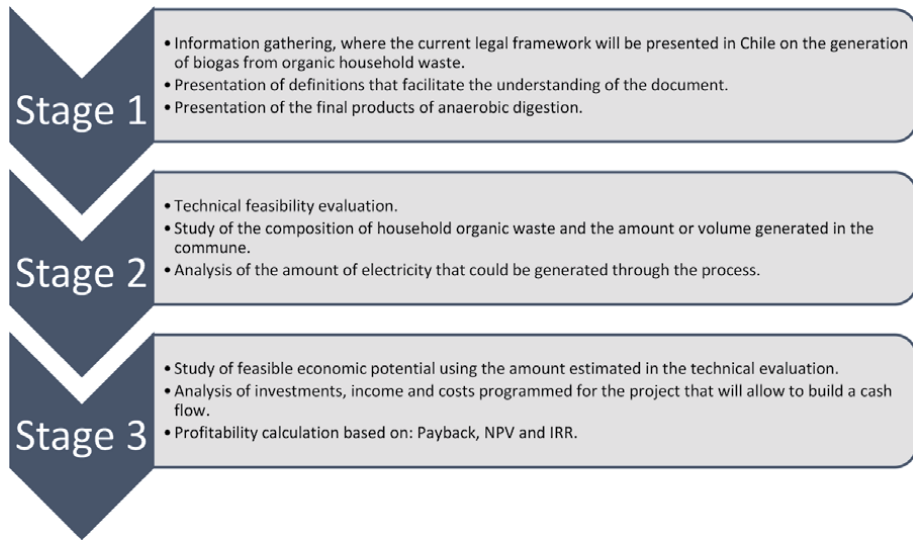 Stage 1
• Information gathering, where the current legal framework will be presented in Chile on the generation
of biogas from organic household waste.
• Presentation of definitions that facilitate the understanding of the document.
• Presentation of the final products of anaerobic digestion.
Stage 2
• Technical feasibility evaluation.
• Study of the composition of household organic waste and the amount or volume generated in the
commune.
• Analysis of the amount of electricity that could be generated through the process.
Stage 3
• Study of feasible economic potential using the amount estimated in the technical evaluation.
• Analysis of investments, income and costs programmed for the project that will allow to build a cash
flow.
• Profitability calculation based on: Payback, NPV and IRR.